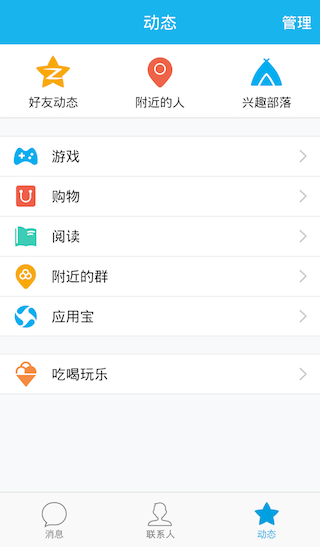 动态
管理
好友动态
附近的人
兴趣部落
游戏
购物
阅读
附近的群
应用宝
吃喝玩乐
消息
联系人
动态